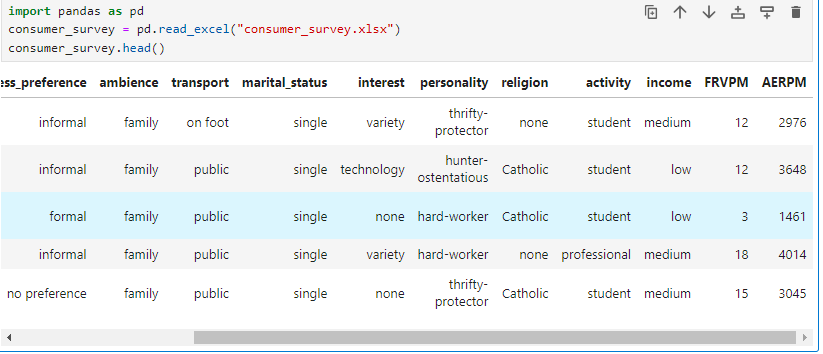 import pandas as pd
consumer_survey = pd.read_excel("consumer_survey.xlsx")
consumer_survey.head()
ess_preference ambience transport marital_status interest personality religion activity income FRVPM AERPM
informal family on foot single variety thrifty-protector none student medium 12 2976
informal family public single technology hunter-ostentatious Catholic student low 12 3648
formal family public single none hard-worker Catholic student low 3 1461
informal family public single variety hard-worker none professional medium 18 4014
no preference family public single none thrifty-protector Catholic student medium 15 3045